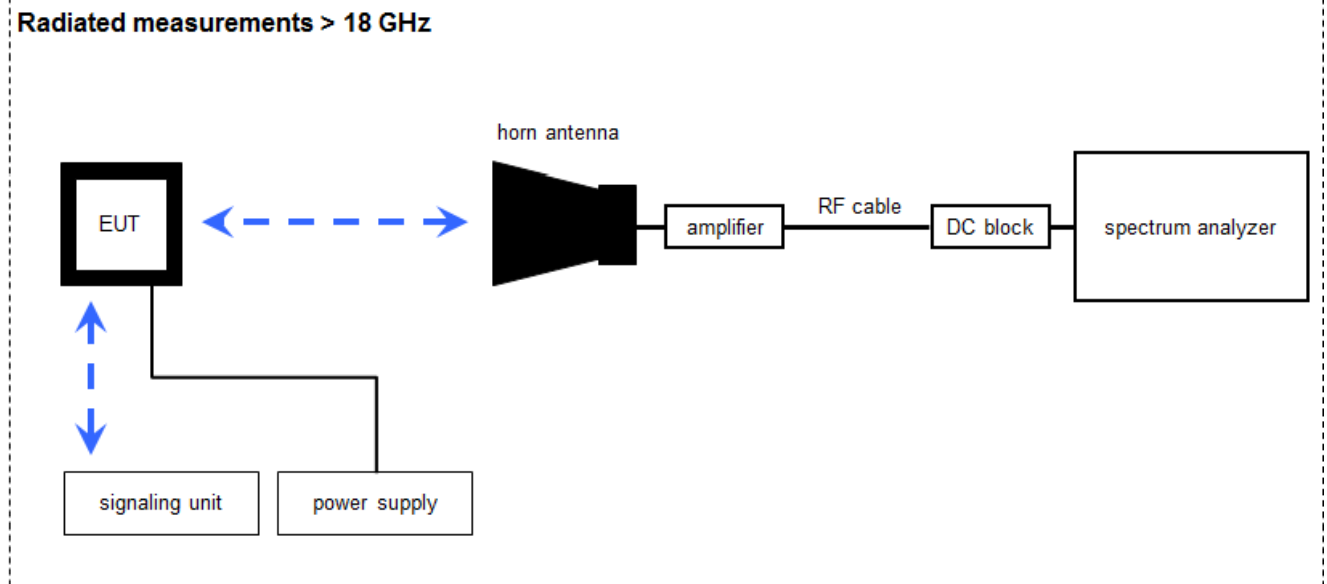 Radiated measurements > 18 GHz
horn antenna
EUT
amplifier
RF cable
DC block
spectrum analyzer
signaling unit
power supply